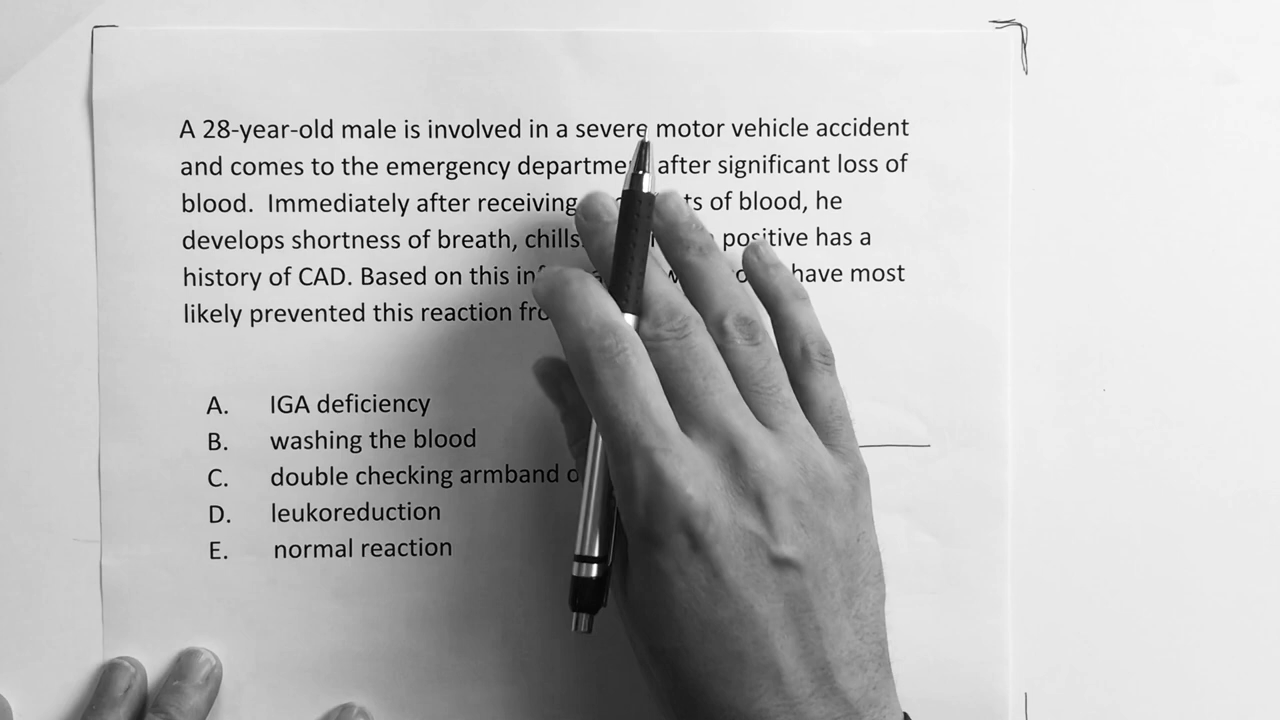 A 28-year-old male is involved in a severe motor vehicle accident
and comes to the emergency department after significant loss of
blood. Immediately after receiving of blood, he
develops shortness of breath, chills. positive has a
history of CAD. Based on this have most
likely prevented this reaction
A. IGA deficiency
B. washing the blood
C. double checking armband
D. leukoreduction
E. normal reaction